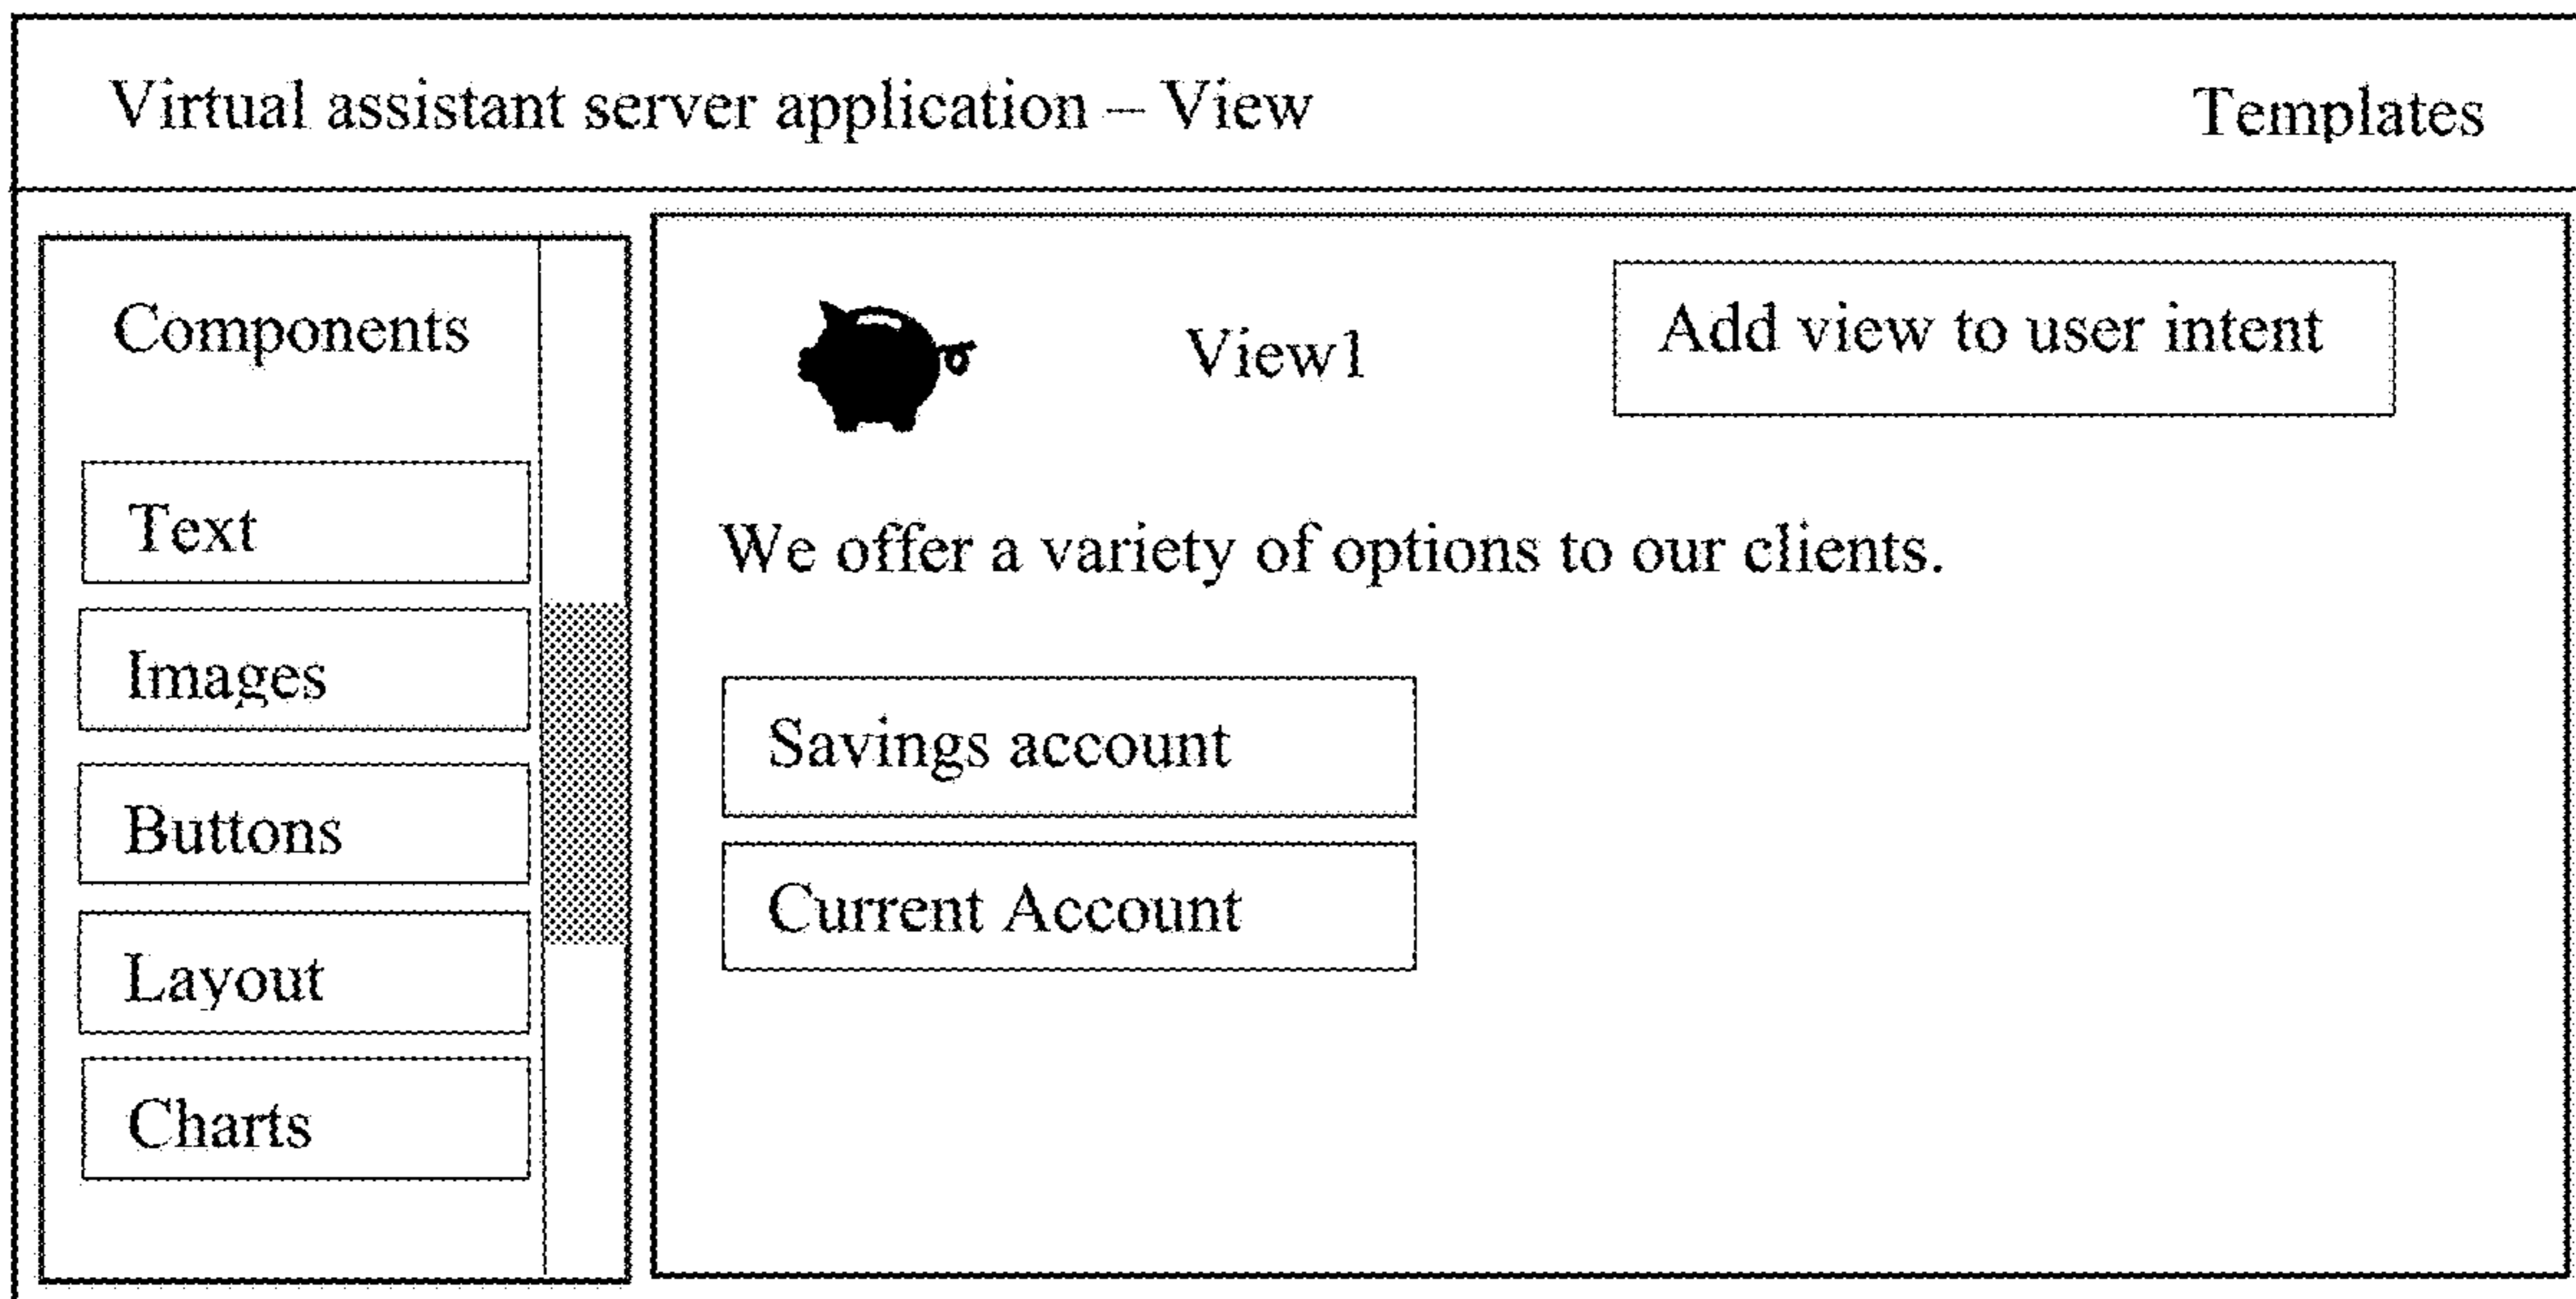 Virtual assistant server application – View
Templates
Components
Text
Images
Buttons
Layout
Charts
View1
Add view to user intent
We offer a variety of options to our clients.
Savings account
Current Account